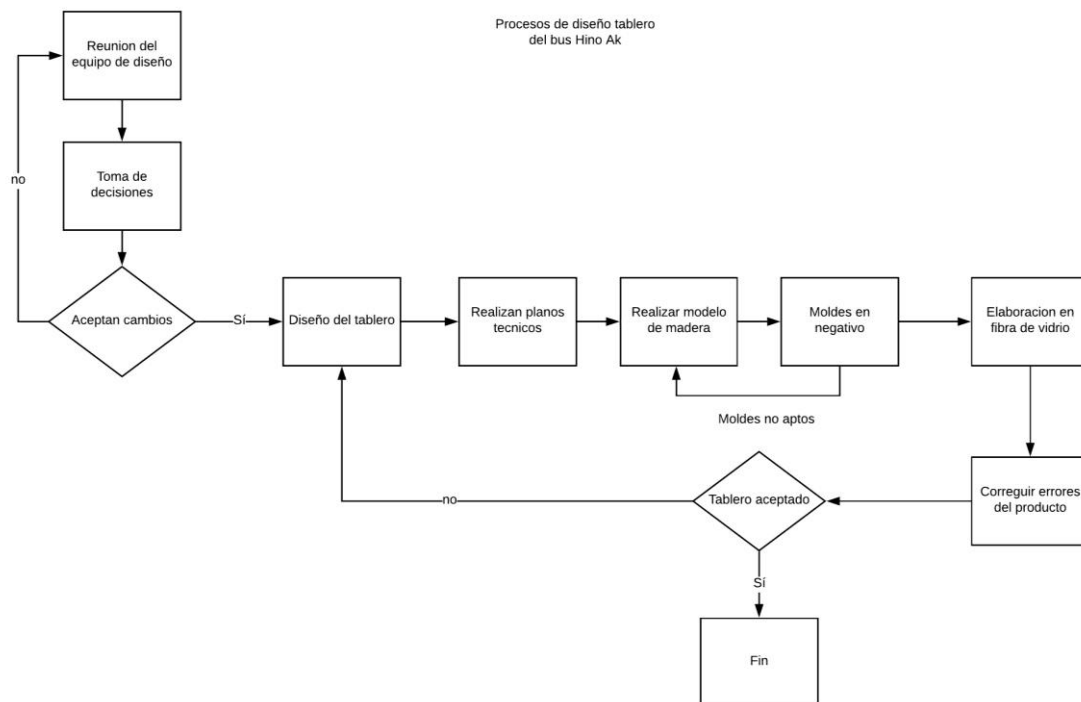 Procesos de diseño tablero
del bus Hino Ak
Reunion del
equipo de diseño
Toma de
decisiones
no
Aceptan cambios
Sí
Diseño del tablero
Realizan planos
tecnicos
Realizar modelo
de madera
Moldes en
negativo
Elaboracion en
fibra de vidrio
Moldes no aptos
Correguir errores
del producto
Tablero aceptado
no
Sí
Fin